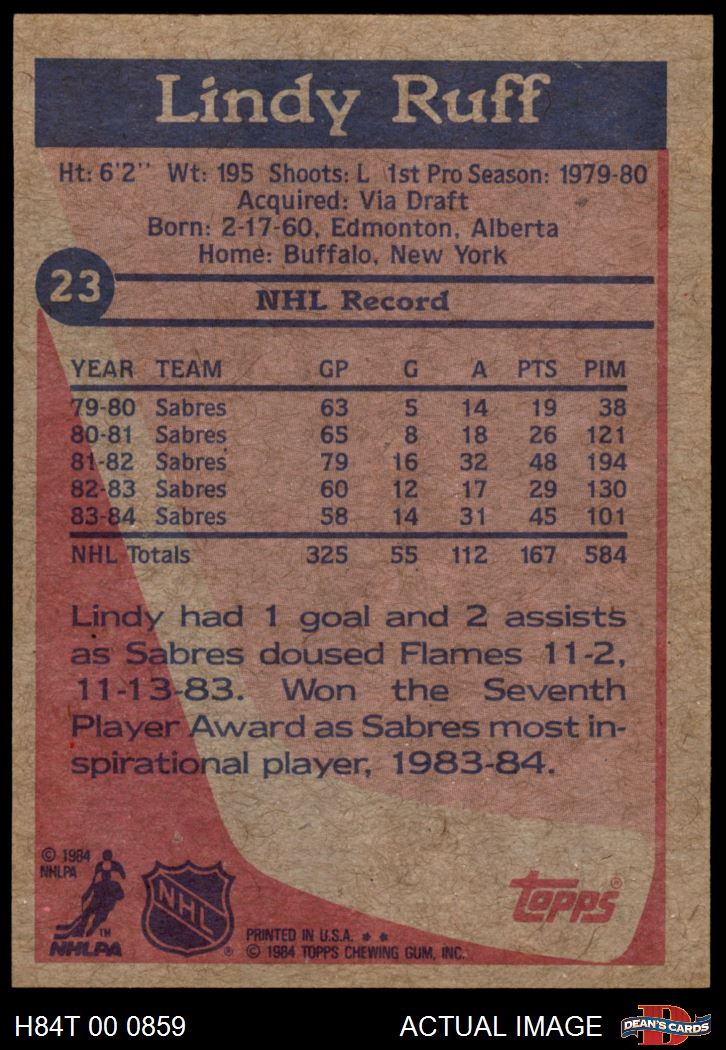 Lindy Ruff
Ht: 6'2'' Wt: 195 Shoots: L 1st Pro Season: 1979-80
Acquired: Via Draft
Born: 2-17-60, Edmonton, Alberta
Home: Buffalo, New York
23
NHL Record
YEAR TEAM GP G A PTS PIM
79-80 Sabres 63 5 14 19 38
80-81 Sabres 65 8 18 26 121
81-82 Sabres 79 16 32 48 194
82-83 Sabres 60 12 17 29 130
83-84 Sabres 58 14 31 45 101
NHL Totals 325 55 112 167 584
Lindy had 1 goal and 2 assists
as Sabres doused Flames 11-2,
11-13-83. Won the Seventh
Player Award as Sabres most in-
spirational player, 1983-84.
© 1984
NHLPA
TM
NHLPA
NHL
®
PRINTED IN U.S.A. * *
© 1984 TOPPS CHEWING GUM, INC.
topps®
H84T 00 0859
ACTUAL IMAGE
D
DEAN'S CARDS